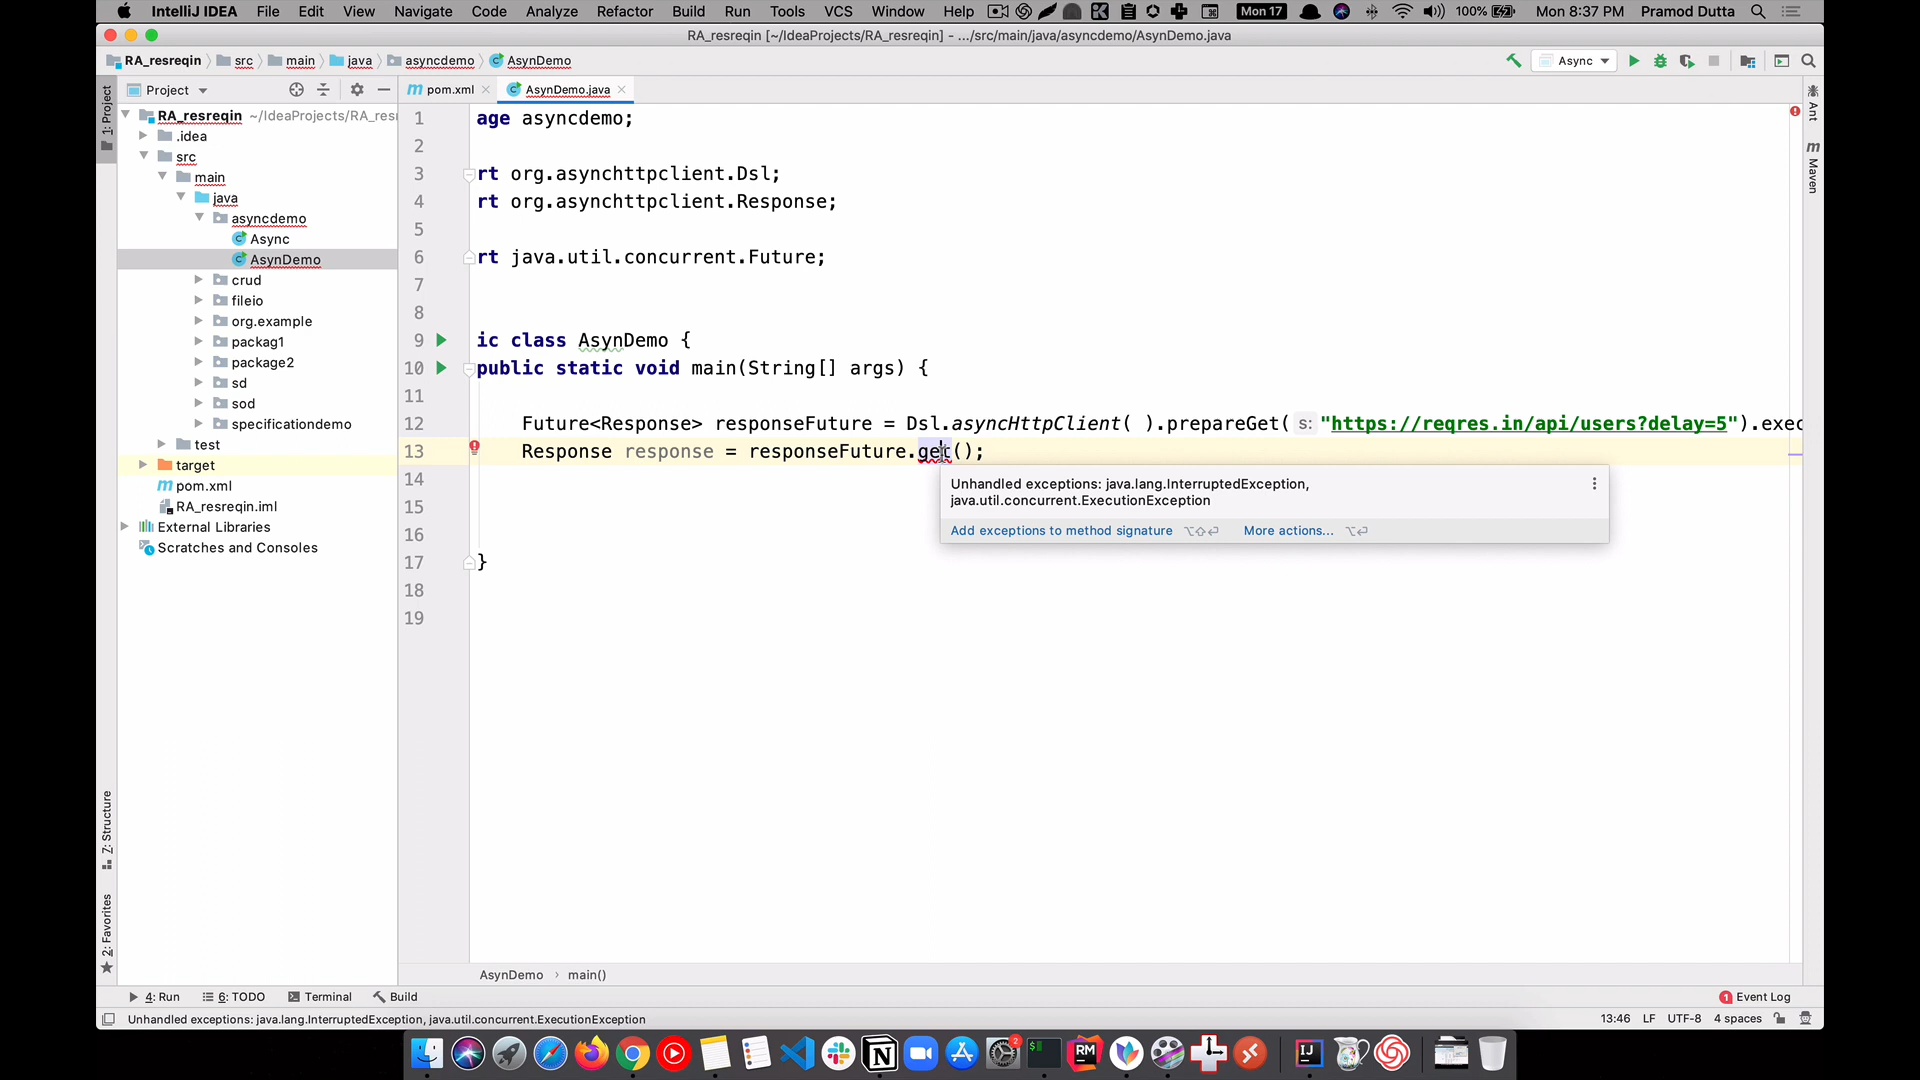 IntelliJ IDEA File Edit View Navigate Code Analyze Refactor Build Run Tools VCS Window Help Mon 17 100% Mon 8:37 PM Pramod Dutta
RA_resreqin [~/IdeaProjects/RA_resreqin] - .../src/main/java/asyncdemo/AsynDemo.java
RA_resreqin src main java asyncdemo AsynDemo Async
1: Project
Project
pom.xml
AsynDemo.java
RA_resreqin ~/IdeaProjects/RA_res
.idea
src
main
java
asyncdemo
Async
AsynDemo
crud
fileio
org.example
packag1
package2
sd
sod
specificationdemo
test
target
pom.xml
RA_resreqin.iml
External Libraries
Scratches and Consoles
1 age asyncdemo;
2
3 rt org.asynchttpclient.Dsl;
4 rt org.asynchttpclient.Response;
5
6 rt java.util.concurrent.Future;
7
8
9 ic class AsynDemo {
10 public static void main(String[] args) {
11
12 Future<Response> responseFuture = Dsl.asyncHttpClient( ).prepareGet( s: "https://reqres.in/api/users?delay=5").exec
13 Response response = responseFuture.get();
14
15
16
17 }
18
19
Unhandled exceptions: java.lang.InterruptedException,
java.util.concurrent.ExecutionException
Add exceptions to method signature ⌥⇧⏎ More actions... ⌥⏎
Ant
m Maven
7: Structure
2: Favorites
AsynDemo › main()
4: Run 6: TODO Terminal Build 1 Event Log
Unhandled exceptions: java.lang.InterruptedException, java.util.concurrent.ExecutionException 13:46 LF UTF-8 4 spaces
2 $ RM IJ